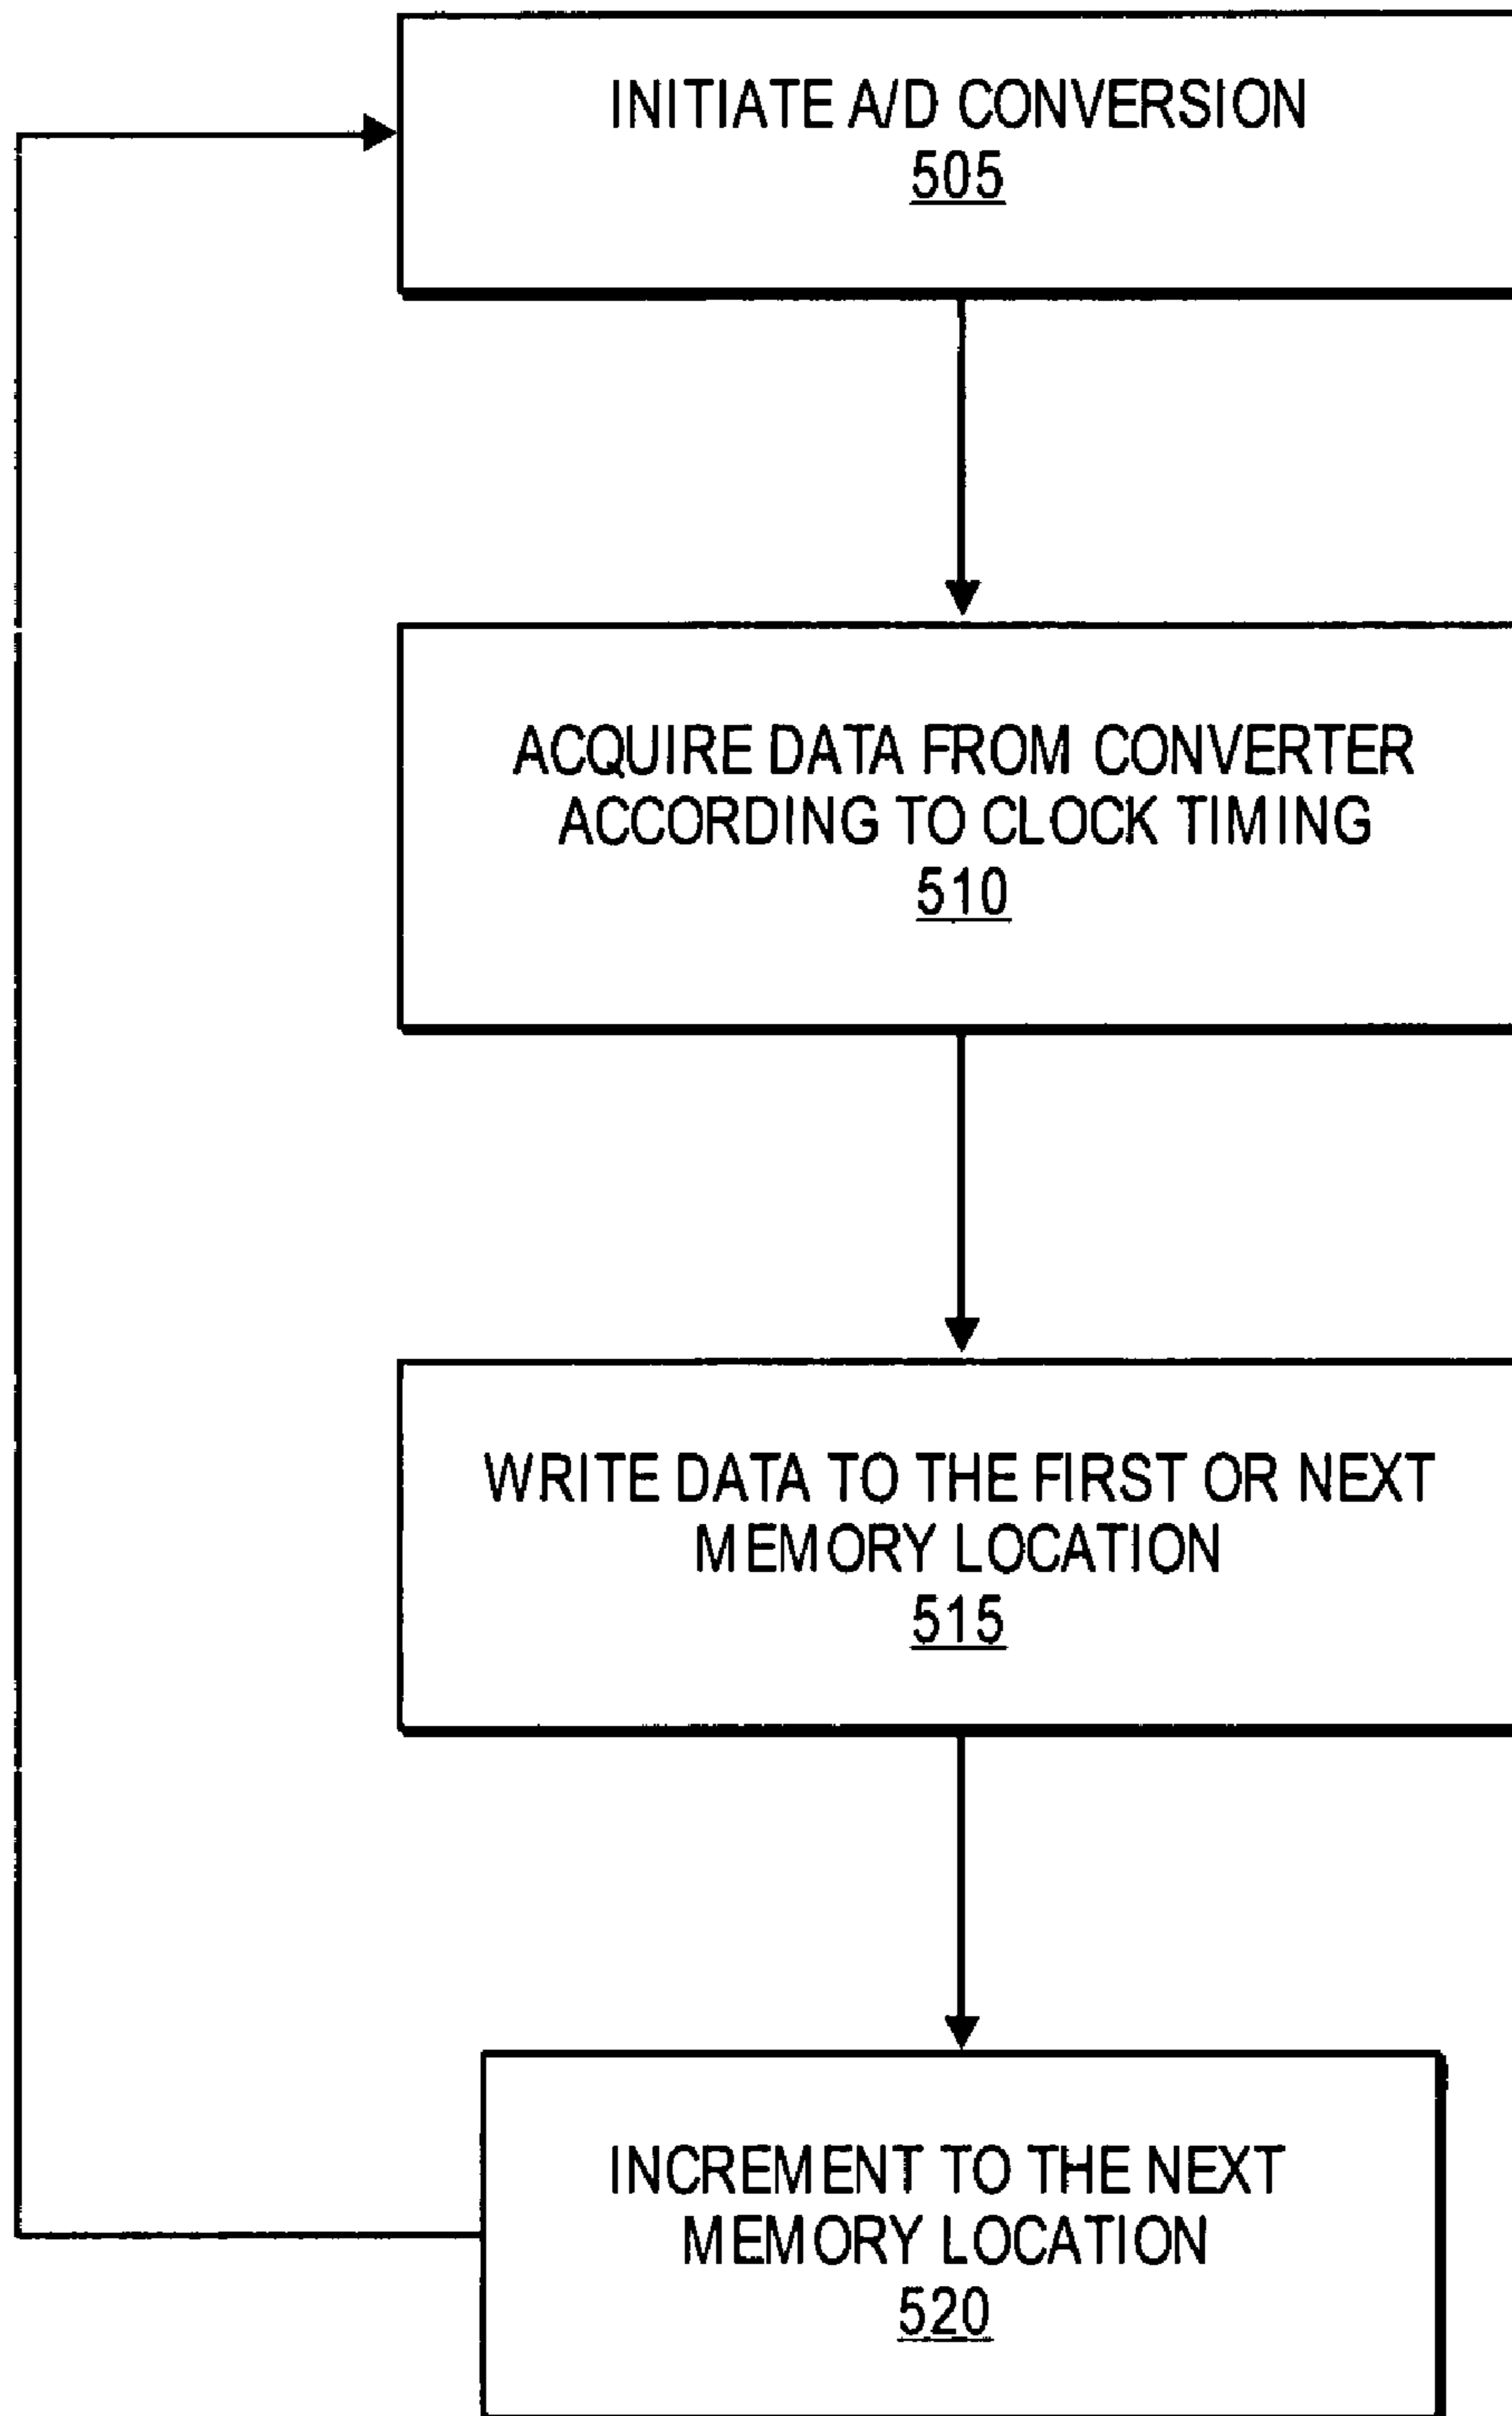 INITIATE A/D CONVERSION
505
ACQUIRE DATA FROM CONVERTER
ACCORDING TO CLOCK TIMING
510
WRITE DATA TO THE FIRST OR NEXT
MEMORY LOCATION
515
INCREMENT TO THE NEXT
MEMORY LOCATION
520